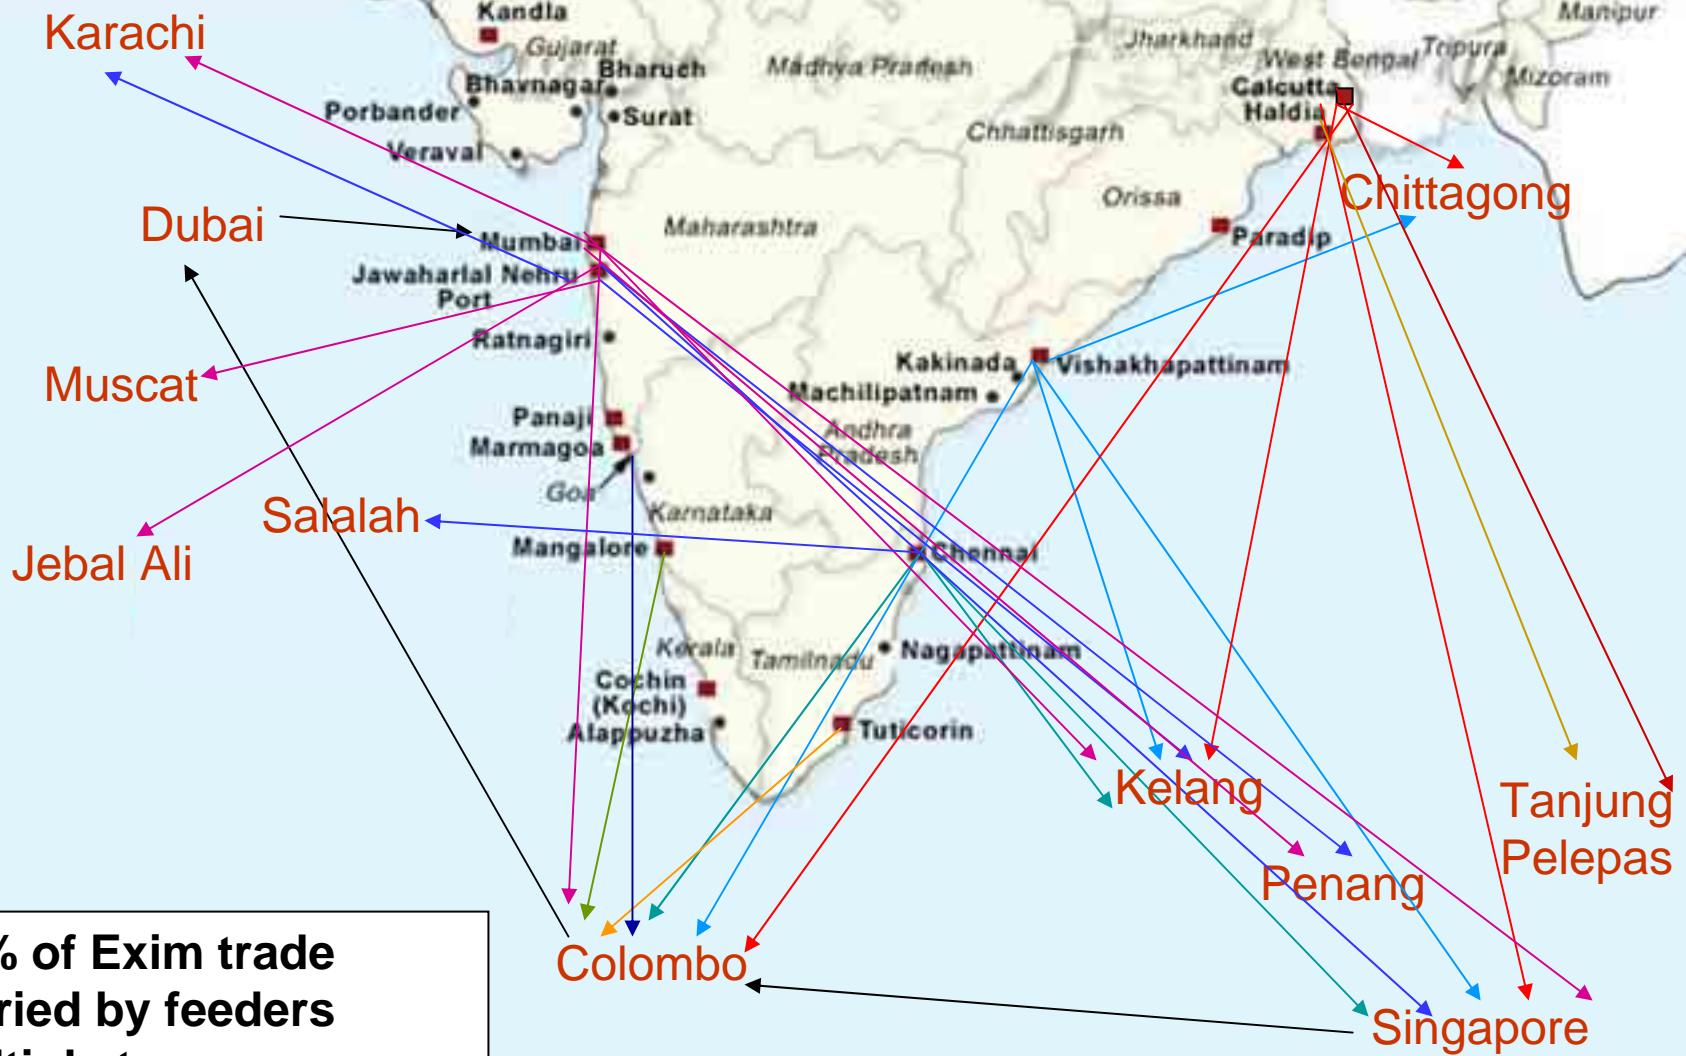 Kandla
Karachi
Gujarat
Bhavnagar
Bharuch
Madhya Pradesh
Jharkhand
West Bengal
Tripura
Manipur
Mizoram
Porbander
Surat
Calcutta
Haldia
Veraval
Chhattisgarh
Chittagong
Orissa
Dubai
Mumbai
Maharashtra
Paradip
Jawaharlal Nehru
Port
Ratnagiri
Kakinada
Vishakhapattinam
Muscat
Machilipatnam
Panaji
Marmagoa
Andhra
Pradesh
Goa
Salalah
Karnataka
Jebal Ali
Mangalore
Chennai
Kerala
Tamilnadu
Nagapattinam
Cochin
(Kochi)
Alappuzha
Tuticorin
Kelang
Tanjung
Pelepas
Penang
Colombo
Singapore
% of Exim trade
ried by feeders